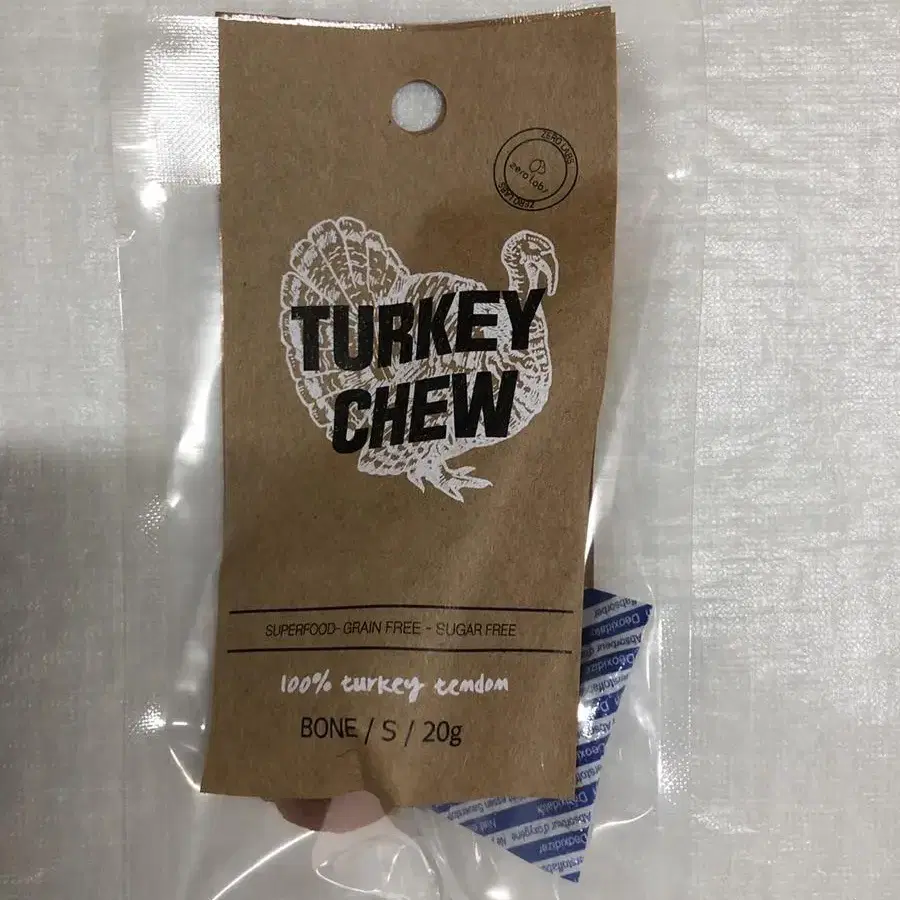 ZERO LABS
zero labs
ZERO LABS
TURKEY
CHEW
SUPERFOOD- GRAIN FREE - SUGAR FREE
100% turkey tendom
BONE / S / 20g
Absorbeur d'oxygène
Deoxidizer